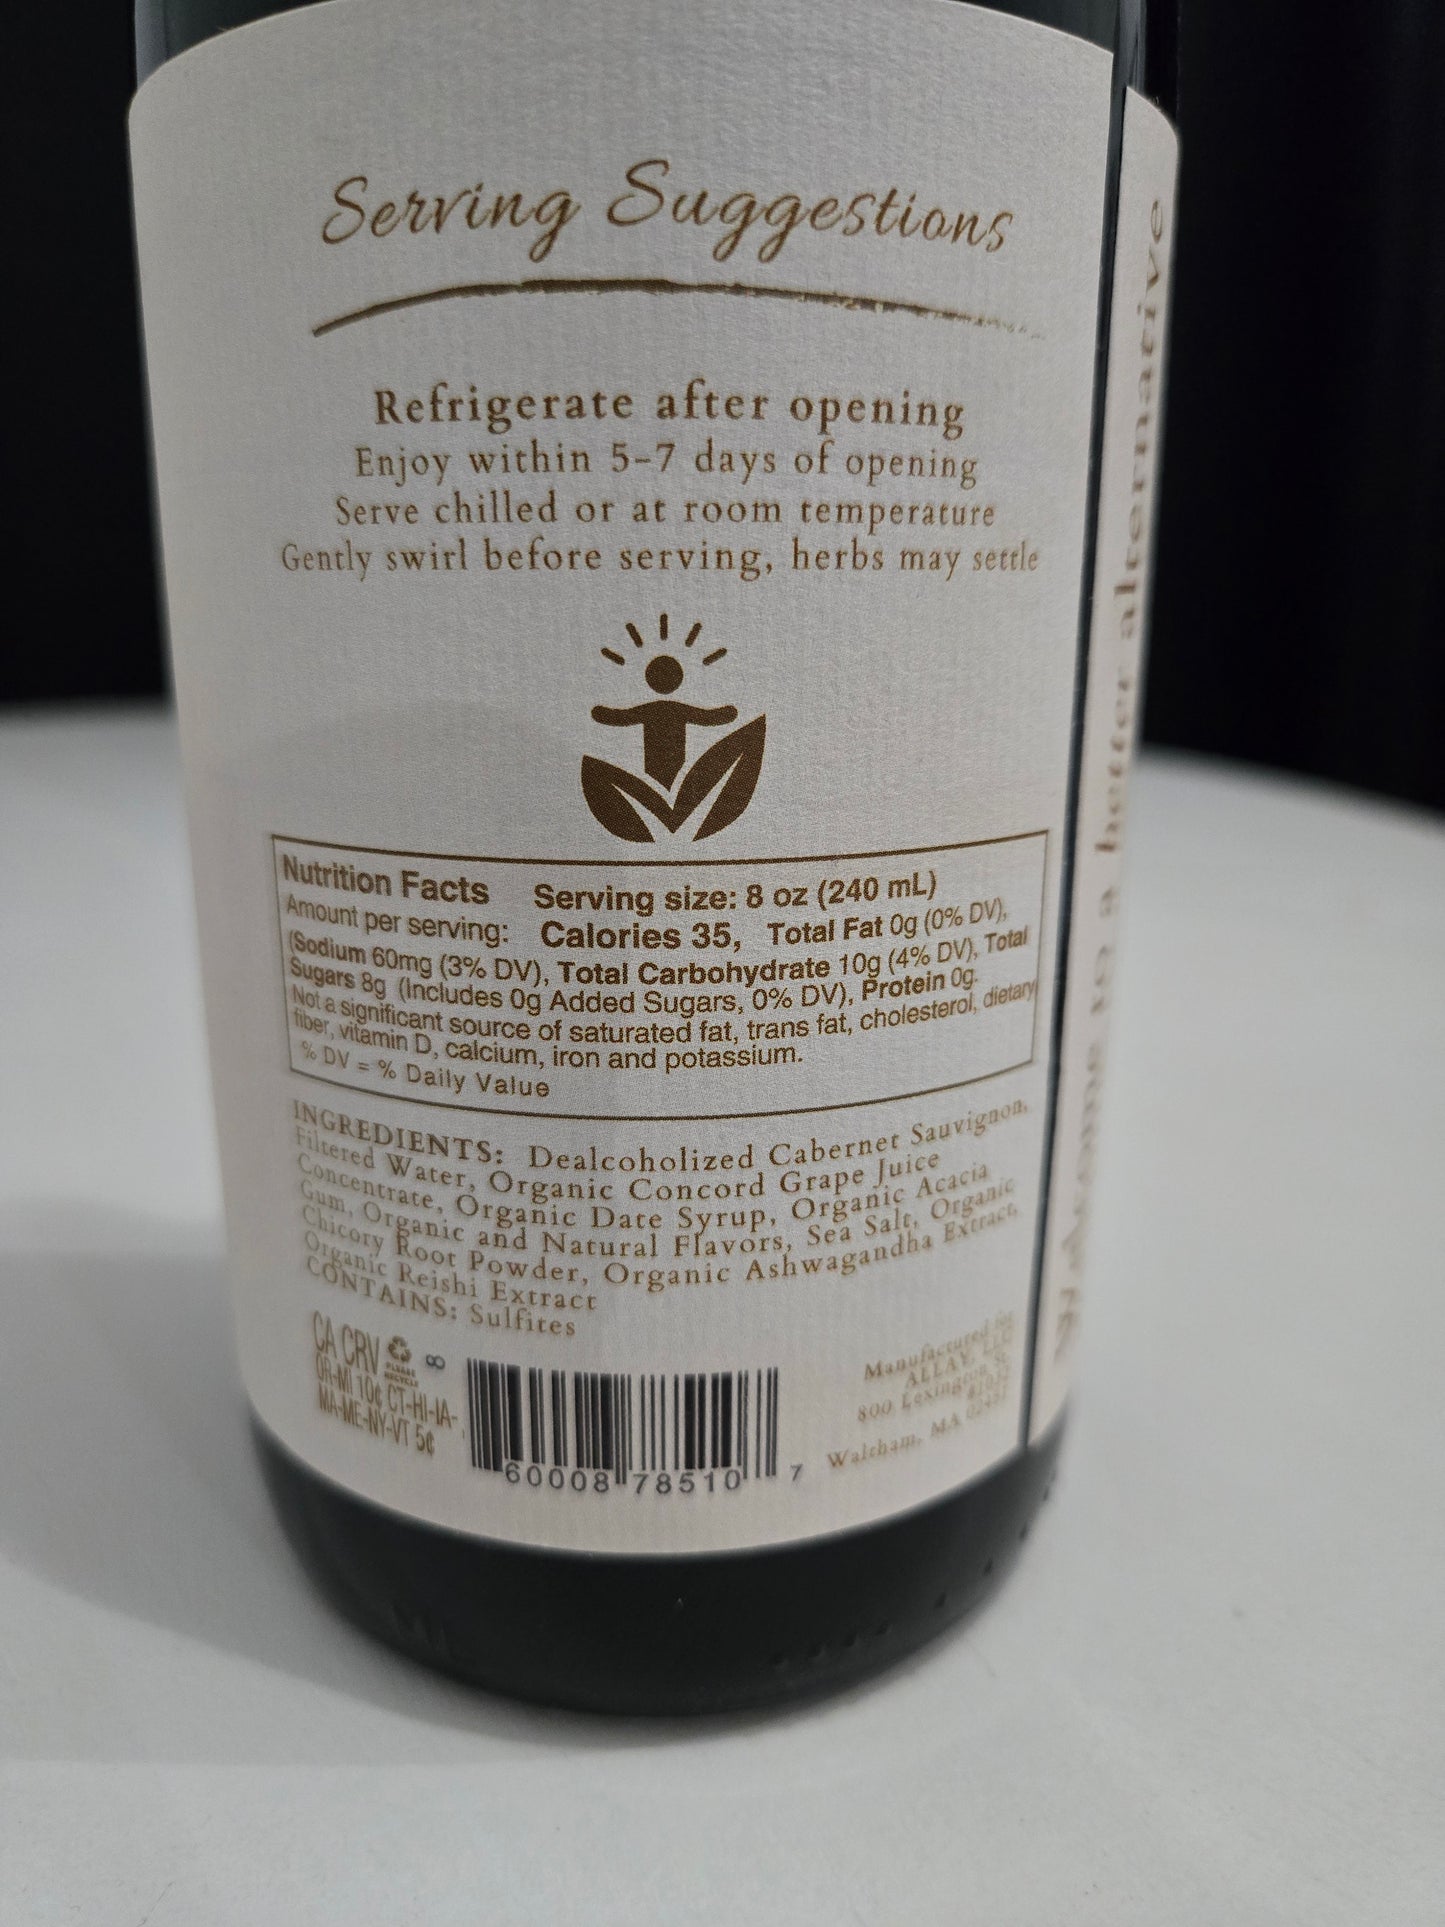 Serving Suggestions
Refrigerate after opening
Enjoy within 5-7 days of opening
Serve chilled or at room temperature
Gently swirl before serving, herbs may settle
Nutrition Facts Serving size: 8 oz (240 mL)
Amount per serving: Calories 35, Total Fat 0g (0% DV),
(Sodium 60mg (3% DV), Total Carbohydrate 10g (4% DV), Total
Sugars 8g (Includes 0g Added Sugars, 0% DV), Protein 0g.
Not a significant source of saturated fat, trans fat, cholesterol, dietary
fiber, vitamin D, calcium, iron and potassium.
% DV = % Daily Value
INGREDIENTS: Dealcoholized Cabernet Sauvignon,
Filtered Water, Organic Concord Grape Juice
Concentrate, Organic Date Syrup, Organic Acacia
Gum, Organic and Natural Flavors, Sea Salt, Organic
Chicory Root Powder, Organic Ashwagandha Extract,
Organic Reishi Extract
CONTAINS: Sulfites
CA CRV PLEASE RECYCLE
OR-MI 10¢ CT-HI-IA-
MA-ME-NY-VT 5¢
8 60008 78510 7
Manufactured for
ALLAY, LLC
800 Lexington St.
Waltham, MA
Welcome to a better alternative